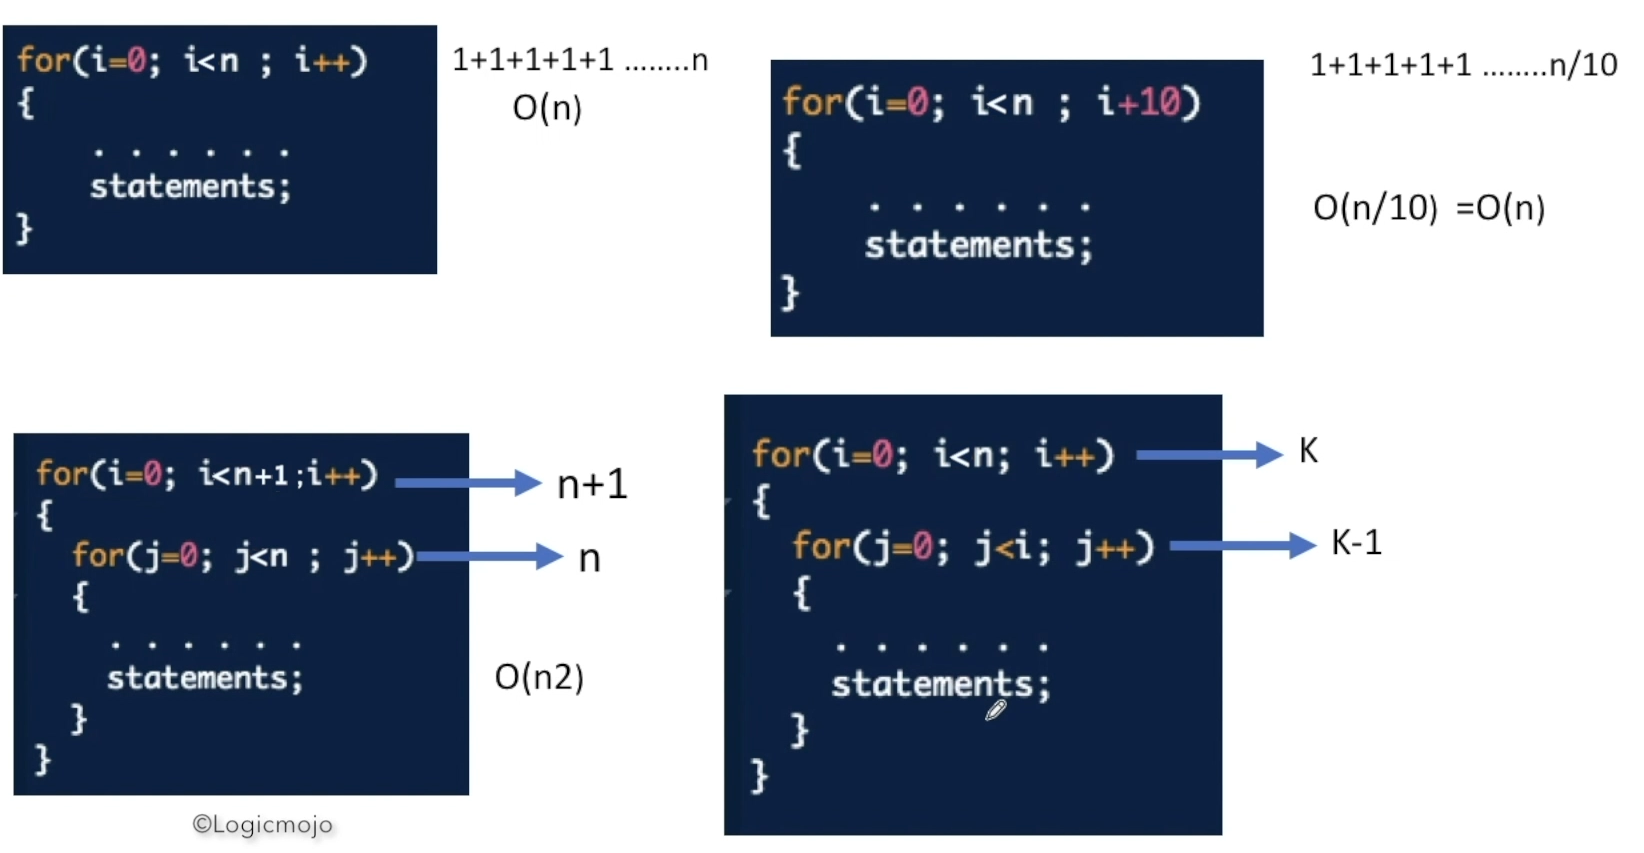 for(i=0; i<n ; i++)
{
. . . . . .
statements;
}
1+1+1+1+1 ........n
O(n)
for(i=0; i<n ; i+10)
{
. . . . . .
statements;
}
1+1+1+1+1 ........n/10
O(n/10) =O(n)
for(i=0; i<n+1;i++)
n+1
{
for(j=0; j<n ; j++)
n
{
. . . . . .
statements;
}
}
O(n2)
©Logicmojo
for(i=0; i<n; i++)
K
{
for(j=0; j<i; j++)
K-1
{
. . . . . .
statements;
}
}